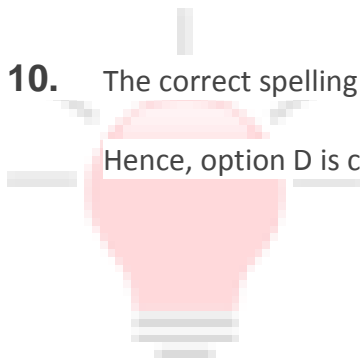 10. The correct spelling
Hence, option D is c